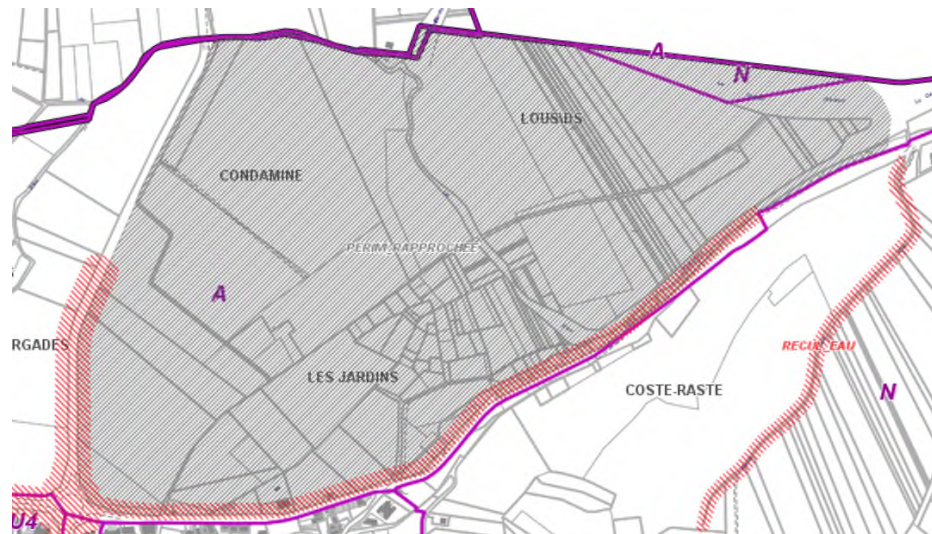 A
N
LOUSIDS
CONDAMINE
PERIM_RAPPROCHEE
A
RGADES
RECUL_EAU
LES JARDINS
COSTE-RASTE
N
U4